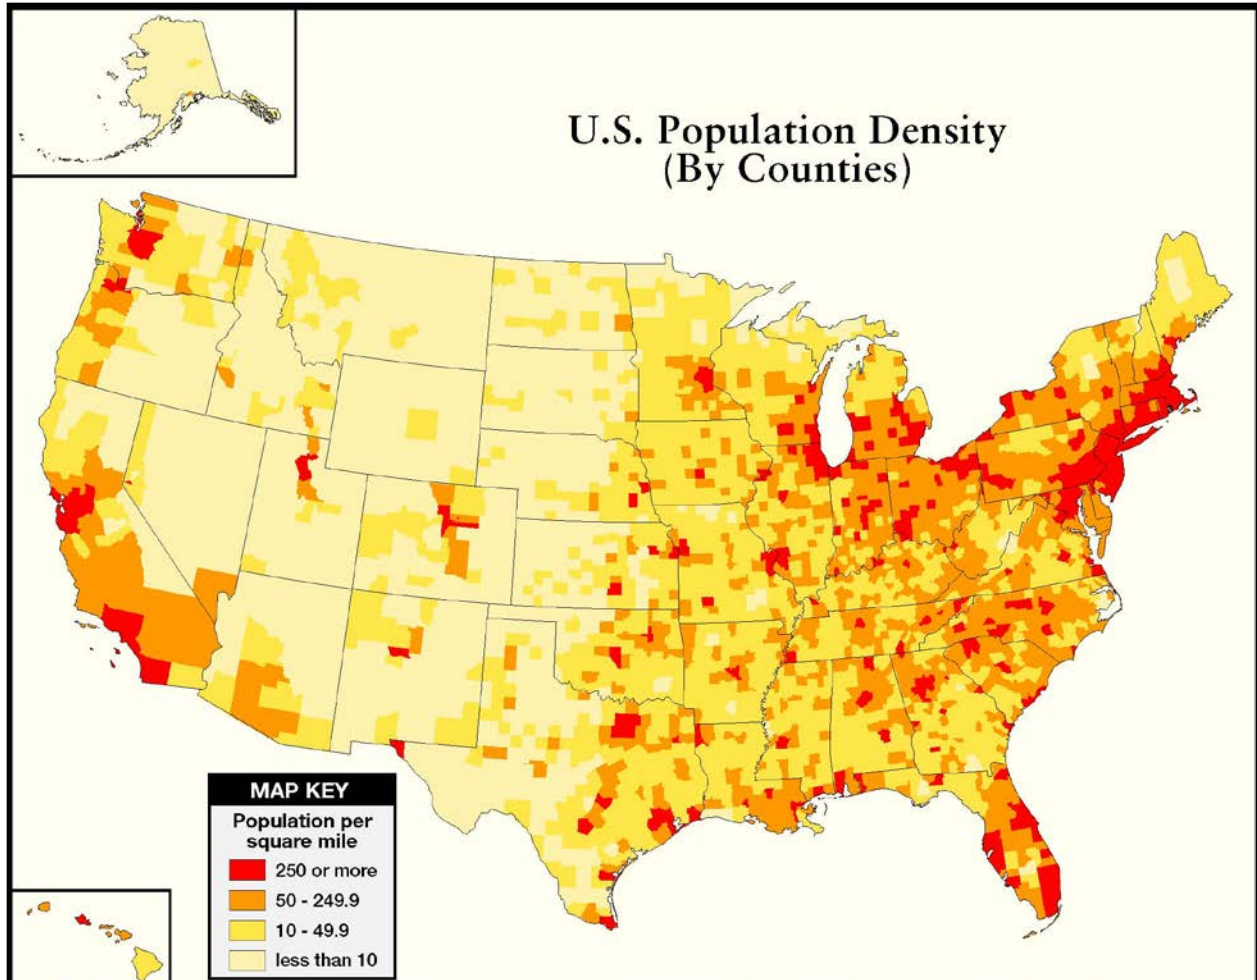 U.S. Population Density
(By Counties)
MAP KEY
Population per
square mile
250 or more
50 - 249.9
10 - 49.9
less than 10